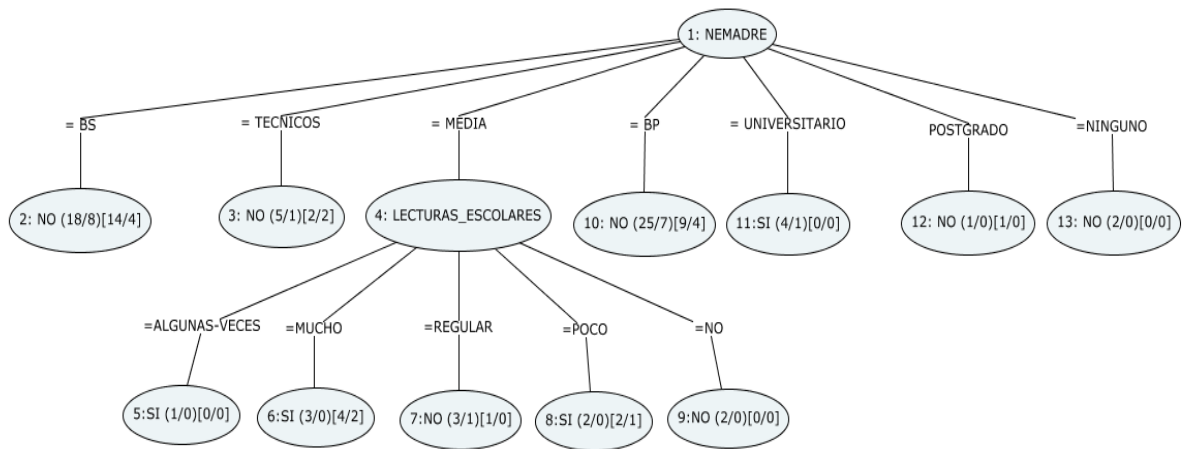 1: NEMADRE
= BS
= TECNICOS
= MEDIA
= BP
= UNIVERSITARIO
POSTGRADO
=NINGUNO
2: NO (18/8)[14/4]
3: NO (5/1)[2/2]
4: LECTURAS_ESCOLARES
10: NO (25/7)[9/4]
11:SI (4/1)[0/0]
12: NO (1/0)[1/0]
13: NO (2/0)[0/0]
=ALGUNAS-VECES
=MUCHO
=REGULAR
=POCO
=NO
5:SI (1/0)[0/0]
6:SI (3/0)[4/2]
7:NO (3/1)[1/0]
8:SI (2/0)[2/1]
9:NO (2/0)[0/0]